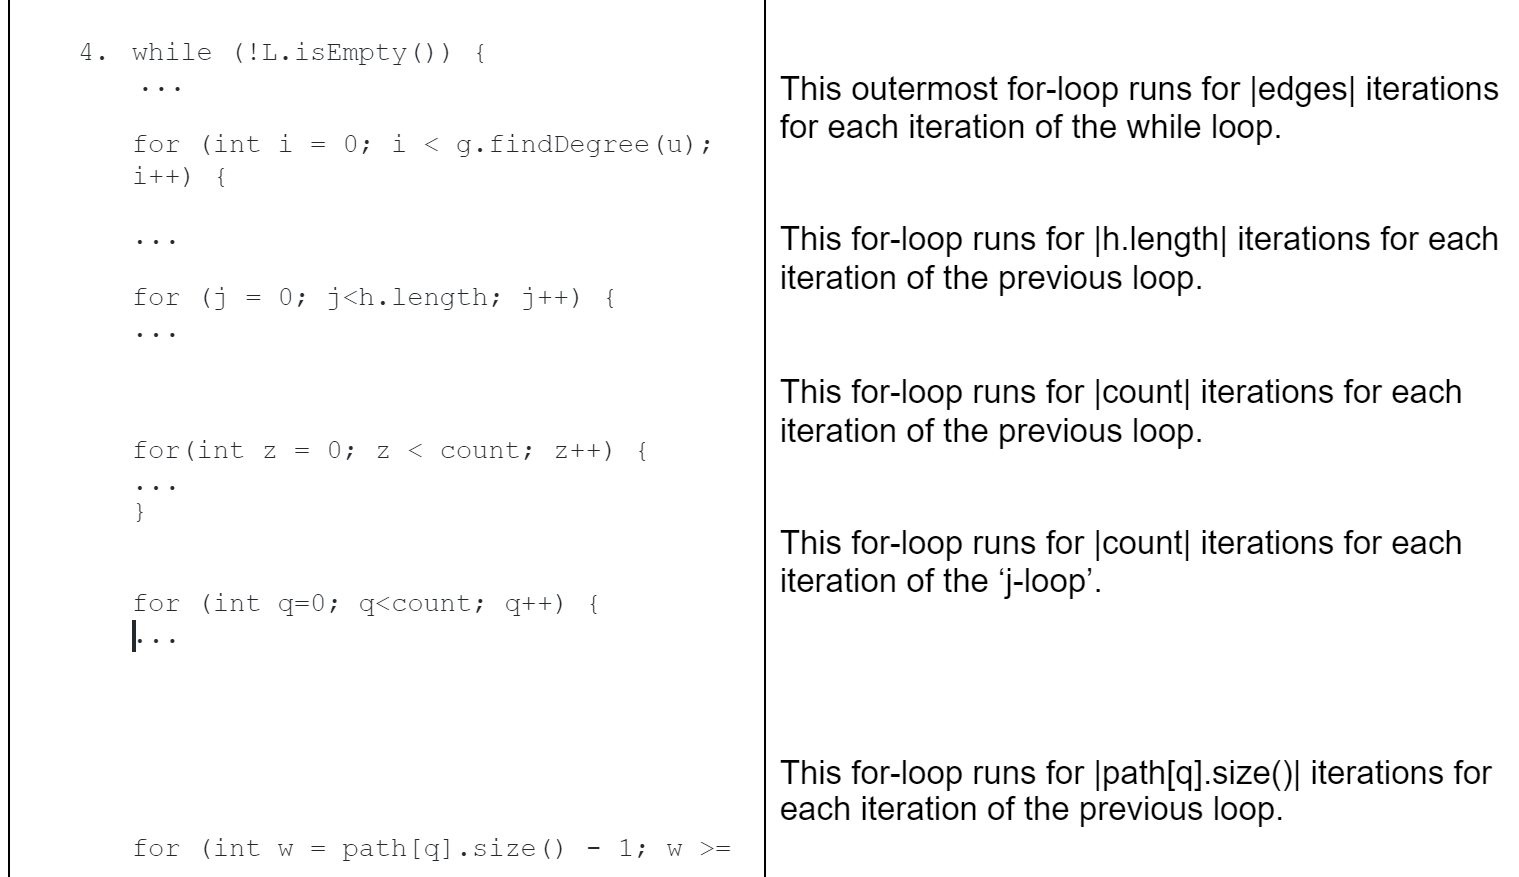 4. while (!L.isEmpty()) {
...
for (int i = 0; i < g.findDegree(u);
i++) {
...
for (j = 0; j<h.length; j++) {
...
for(int z = 0; z < count; z++) {
...
}
for (int q=0; q<count; q++) {
...
for (int w = path[q].size() - 1; w >=
This outermost for-loop runs for |edges| iterations
for each iteration of the while loop.
This for-loop runs for |h.length| iterations for each
iteration of the previous loop.
This for-loop runs for |count| iterations for each
iteration of the previous loop.
This for-loop runs for |count| iterations for each
iteration of the ‘j-loop’.
This for-loop runs for |path[q].size()| iterations for
each iteration of the previous loop.